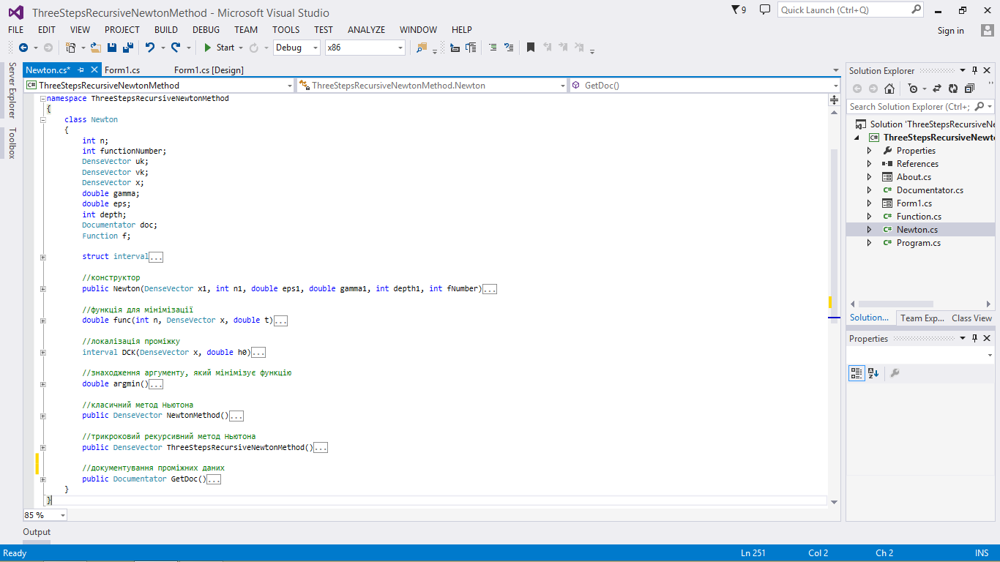 ThreeStepsRecursiveNewtonMethod - Microsoft Visual Studio
9
Quick Launch (Ctrl+Q)
FILE EDIT VIEW PROJECT BUILD DEBUG TEAM TOOLS TEST ANALYZE WINDOW HELP
Sign in
Start Debug x86
Server Explorer
Toolbox
Newton.cs* Form1.cs Form1.cs [Design]
ThreeStepsRecursiveNewtonMethod ThreeStepsRecursiveNewtonMethod.Newton GetDoc()
namespace ThreeStepsRecursiveNewtonMethod
{
class Newton
{
int n;
int functionNumber;
DenseVector uk;
DenseVector vk;
DenseVector x;
double gamma;
double eps;
int depth;
Documentator doc;
Function f;
struct interval...
//конструктор
public Newton(DenseVector x1, int n1, double eps1, double gamma1, int depth1, int fNumber)...
//функція для мінімізації
double func(int n, DenseVector x, double t)...
//локалізація проміжку
interval DCK(DenseVector x, double h0)...
//знаходження аргументу, який мінімізує функцію
double argmin()...
//класичний метод Ньютона
public DenseVector NewtonMethod()...
//трикроковий рекурсивний метод Ньютона
public DenseVector ThreeStepsRecursiveNewtonMethod()...
//документування проміжних даних
public Documentator GetDoc()...
}
}
85 %
Output
Solution Explorer
Search Solution Explorer (Ctrl+;
Solution 'ThreeStepsRecursiveNe
ThreeStepsRecursiveNewto
Properties
References
About.cs
Documentator.cs
Form1.cs
Function.cs
Newton.cs
Program.cs
Solution... Team Exp... Class View
Properties
Ready Ln 251 Col 2 Ch 2 INS